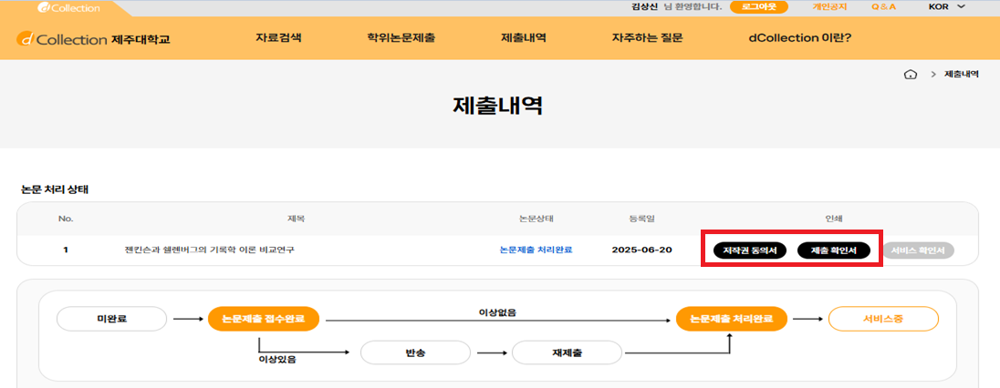 dCollection
김상신 님 환영합니다. 로그아웃 개인공지 Q & A KOR
dCollection 제주대학교 자료검색 학위논문제출 제출내역 자주하는 질문 dCollection 이란?
> 제출내역
제출내역
논문 처리 상태
No. 제목 논문상태 등록일 인쇄
1 젠킨슨과 쉘렌버그의 기록학 이론 비교연구 논문제출 처리완료 2025-06-20 저작권 동의서 제출 확인서 서비스 확인서
이상없음
미완료 논문제출 접수완료 논문제출 처리완료 서비스중
이상있음 반송 재제출